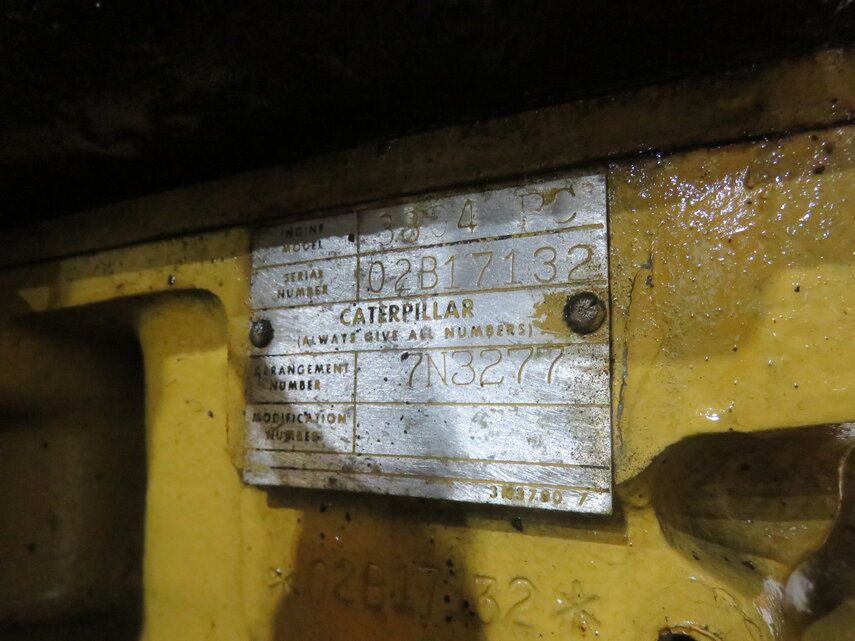 ENGINE MODEL 3304 PC
SERIAL NUMBER 02B17132
CATERPILLAR
(ALWAYS GIVE ALL NUMBERS)
ARRANGEMENT NUMBER 7N3277
MODIFICATION NUMBER
*02B17132*